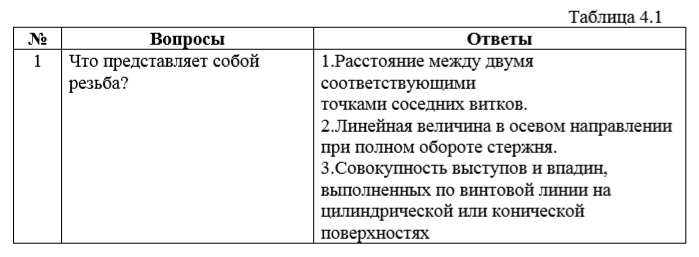 Таблица 4.1
№ Вопросы Ответы
1 Что представляет собой
резьба?
1.Расстояние между двумя
соответствующими
точками соседних витков.
2.Линейная величина в осевом направлении
при полном обороте стержня.
3.Совокупность выступов и впадин,
выполненных по винтовой линии на
цилиндрической или конической
поверхностях